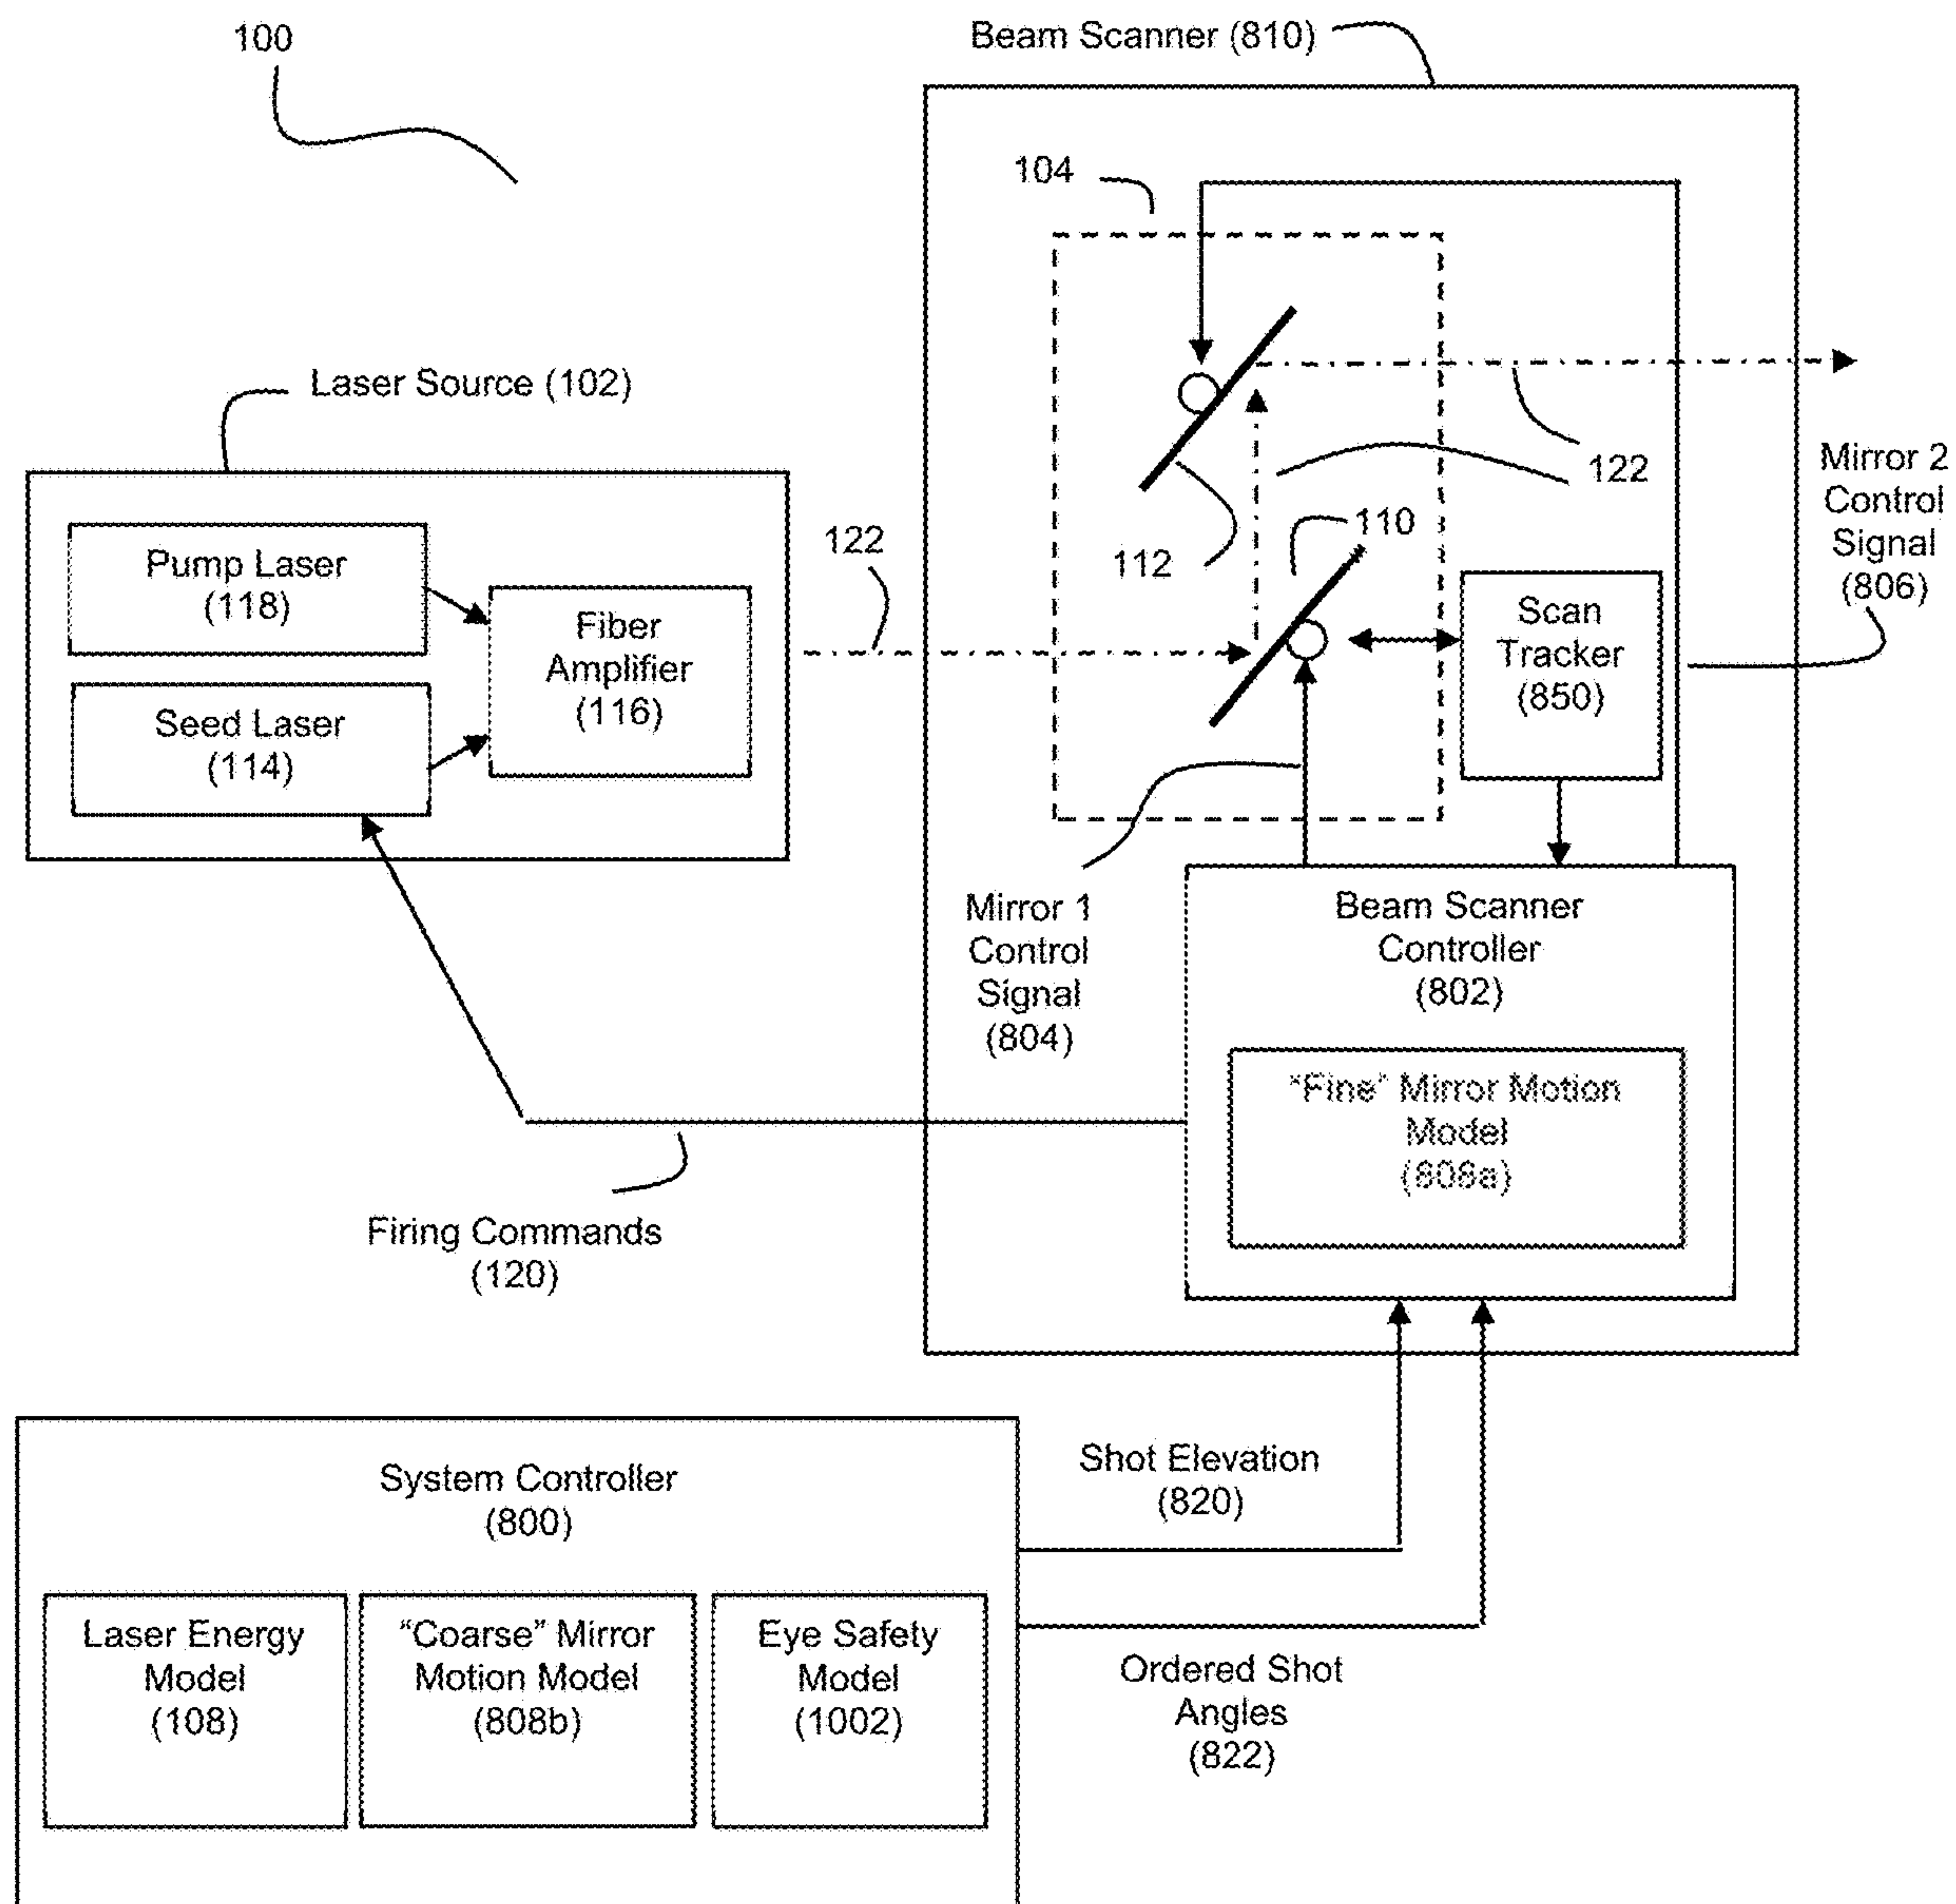 100
Beam Scanner (810)
104
Laser Source (102)
Pump Laser
(118)
Seed Laser
(114)
Fiber
Amplifier
(116)
122
112
110
122
Mirror 2
Control
Signal
(806)
Scan
Tracker
(850)
Mirror 1
Control
Signal
(804)
Beam Scanner
Controller
(802)
"Fine" Mirror Motion
Model
(808a)
Firing Commands
(120)
System Controller
(800)
Laser Energy
Model
(108)
“Coarse” Mirror
Motion Model
(808b)
Eye Safety
Model
(1002)
Shot Elevation
(820)
Ordered Shot
Angles
(822)